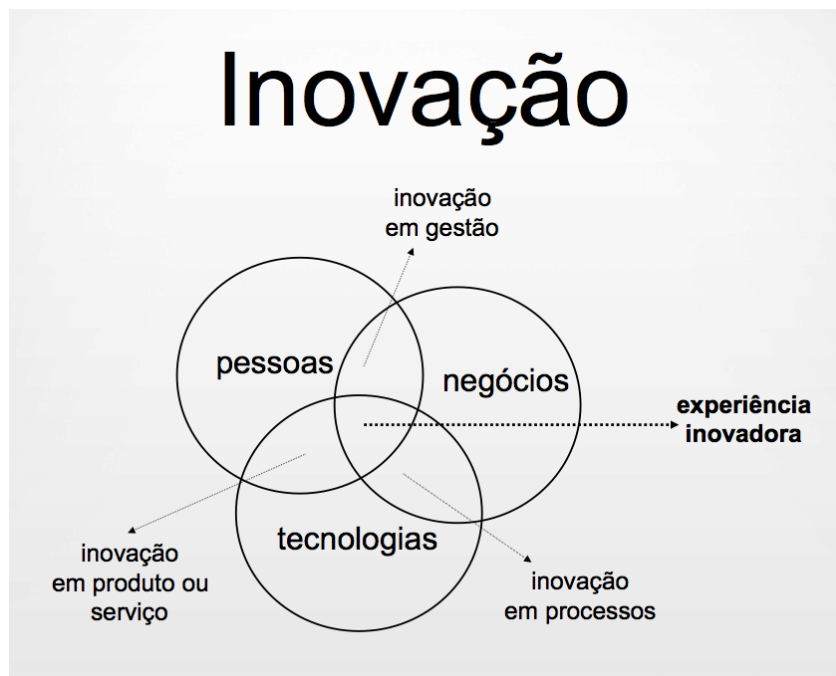 Inovação
inovação
em gestão
pessoas
negócios
experiência
inovadora
tecnologias
inovação
em produto ou
serviço
inovação
em processos